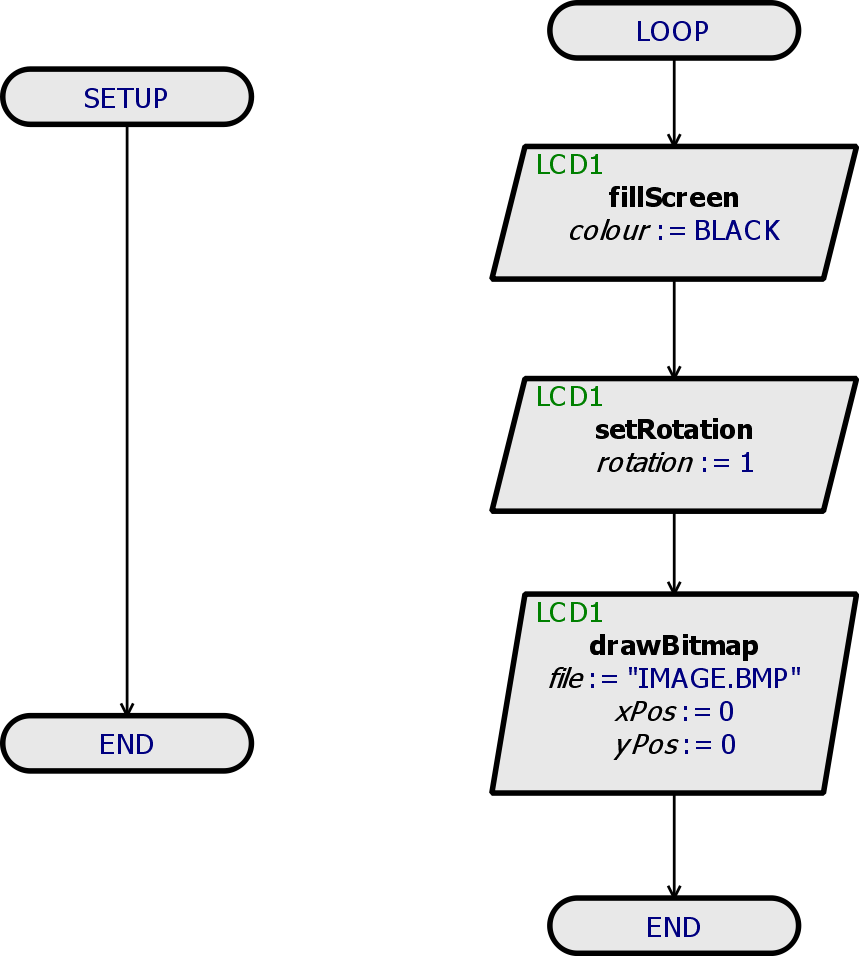 SETUP
END
LOOP
LCD1
fillScreen
colour := BLACK
LCD1
setRotation
rotation := 1
LCD1
drawBitmap
file := "IMAGE.BMP"
xPos := 0
yPos := 0
END